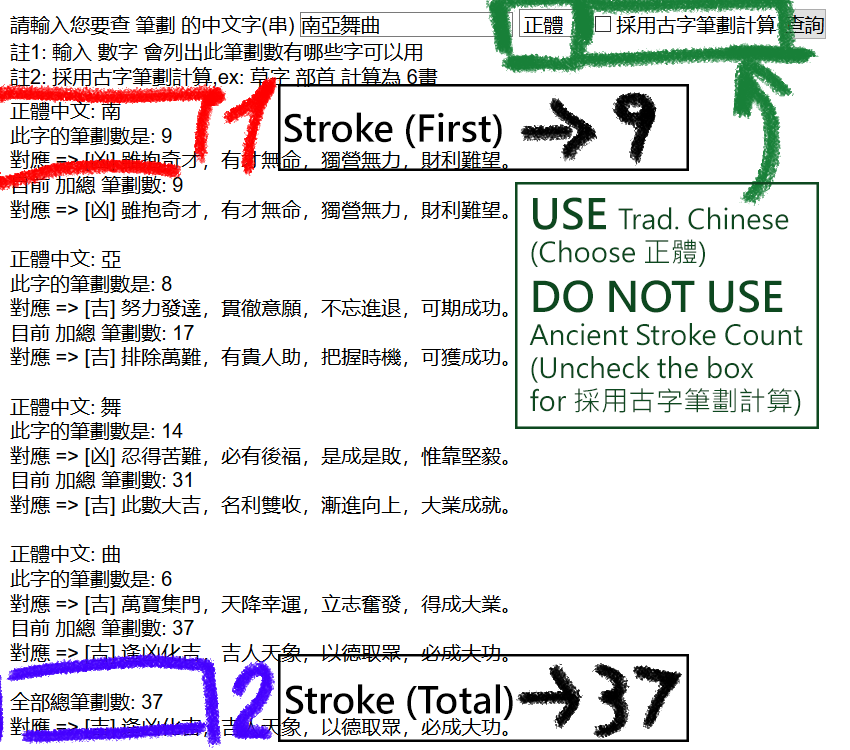 請輸入您要查 筆劃 的中文字(串) 南亞舞曲 正體 採用古字筆劃計算 查詢
註1: 輸入 數字 會列出此筆劃數有哪些字可以用
註2: 採用古字筆劃計算,ex: 草字 部首 計算為 6畫
正體中文: 南
此字的筆劃數是: 9
對應 => [凶] 雖抱奇才，有才無命，獨營無力，財利難望。
目前 加總 筆劃數: 9
對應 => [凶] 雖抱奇才，有才無命，獨營無力，財利難望。
1
Stroke (First) → 9
USE Trad. Chinese
(Choose 正體)
DO NOT USE
Ancient Stroke Count
(Uncheck the box
for 採用古字筆劃計算)
正體中文: 亞
此字的筆劃數是: 8
對應 => [吉] 努力發達，貫徹意願，不忘進退，可期成功。
目前 加總 筆劃數: 17
對應 => [吉] 排除萬難，有貴人助，把握時機，可獲成功。
正體中文: 舞
此字的筆劃數是: 14
對應 => [凶] 忍得苦難，必有後福，是成是敗，惟靠堅毅。
目前 加總 筆劃數: 31
對應 => [吉] 此數大吉，名利雙收，漸進向上，大業成就。
正體中文: 曲
此字的筆劃數是: 6
對應 => [吉] 萬寶集門，天降幸運，立志奮發，得成大業。
目前 加總 筆劃數: 37
對應 => [吉] 逢凶化吉，吉人天象，以德取眾，必成大功。
全部總筆劃數: 37
對應 => [吉] 逢凶化吉，吉人天象，以德取眾，必成大功。
2
Stroke (Total) → 37